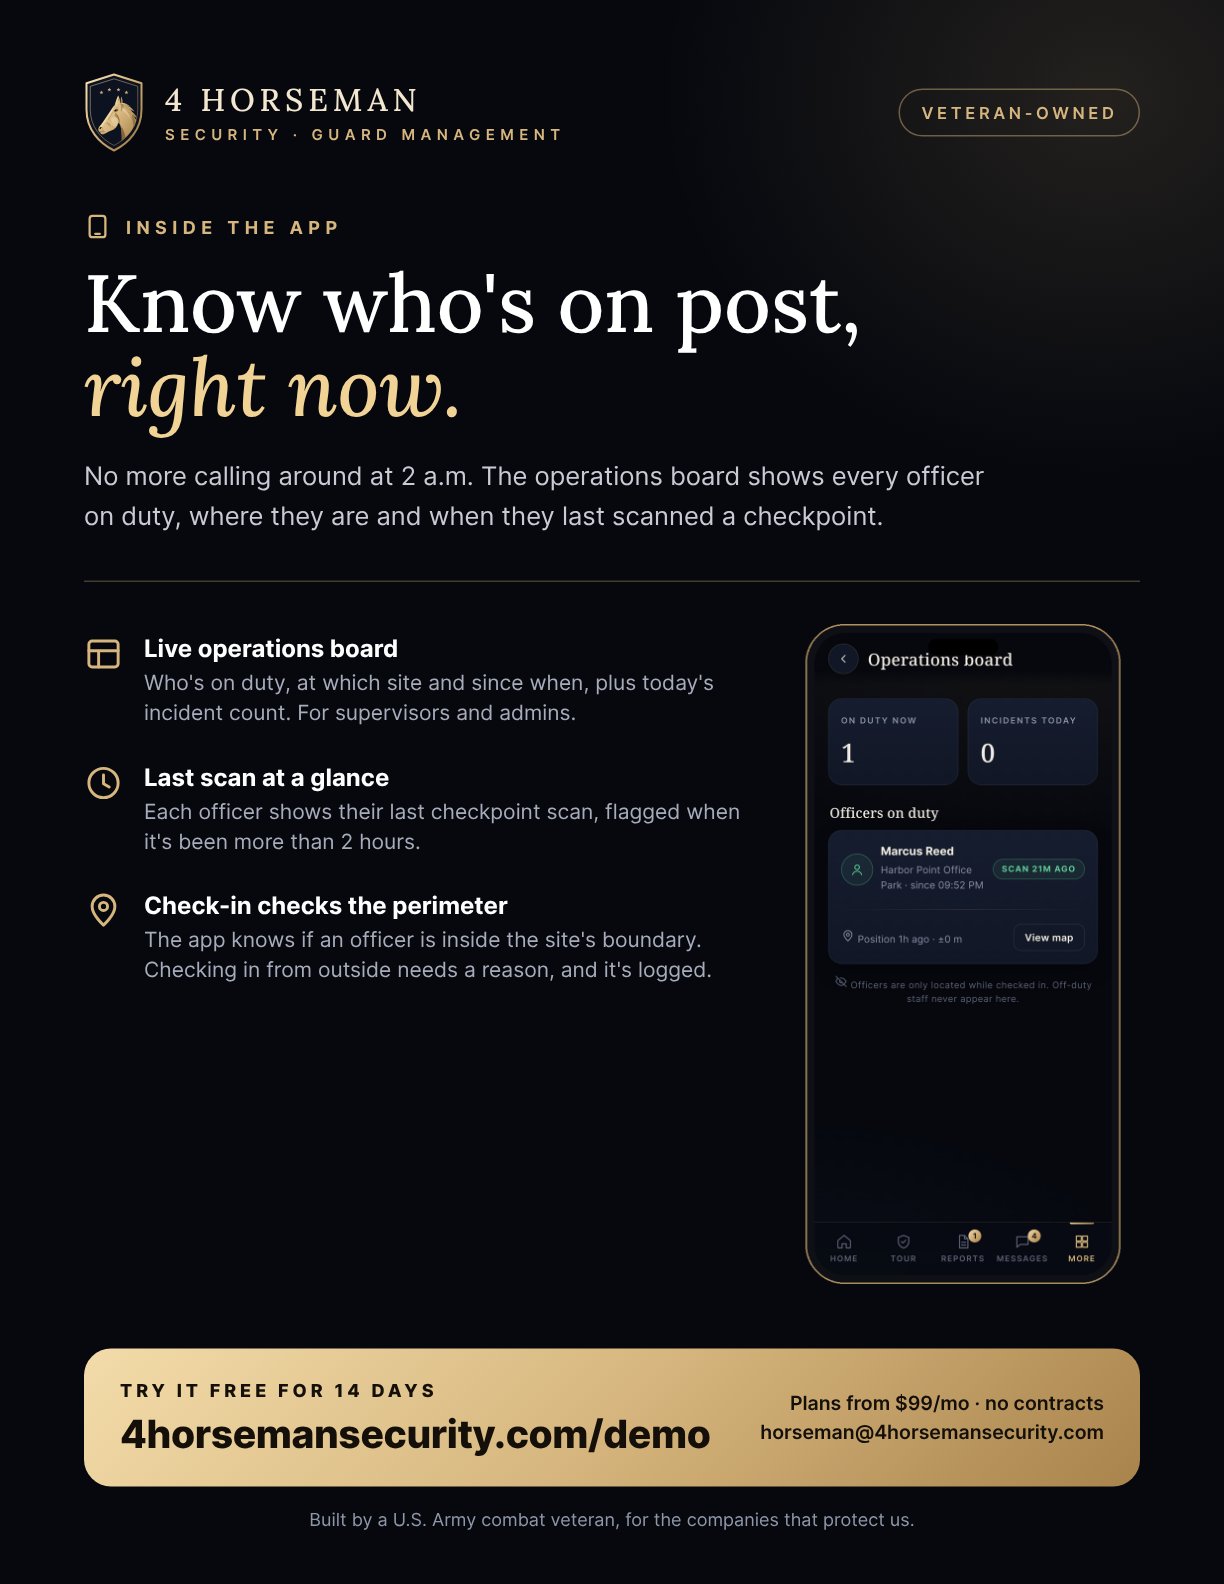 4 HORSEMAN
SECURITY · GUARD MANAGEMENT
VETERAN-OWNED
INSIDE THE APP
Know who's on post,
right now.
No more calling around at 2 a.m. The operations board shows every officer
on duty, where they are and when they last scanned a checkpoint.
Live operations board
Who's on duty, at which site and since when, plus today's
incident count. For supervisors and admins.
Last scan at a glance
Each officer shows their last checkpoint scan, flagged when
it's been more than 2 hours.
Check-in checks the perimeter
The app knows if an officer is inside the site's boundary.
Checking in from outside needs a reason, and it's logged.
Operations board
ON DUTY NOW
1
INCIDENTS TODAY
0
Officers on duty
Marcus Reed
Harbor Point Office
Park · since 09:52 PM
SCAN 21M AGO
Position 1h ago · ±0 m
View map
Officers are only located while checked in. Off-duty
staff never appear here.
HOME
TOUR
1
REPORTS
4
MESSAGES
MORE
TRY IT FREE FOR 14 DAYS
4horsemansecurity.com/demo
Plans from $99/mo · no contracts
horseman@4horsemansecurity.com
Built by a U.S. Army combat veteran, for the companies that protect us.